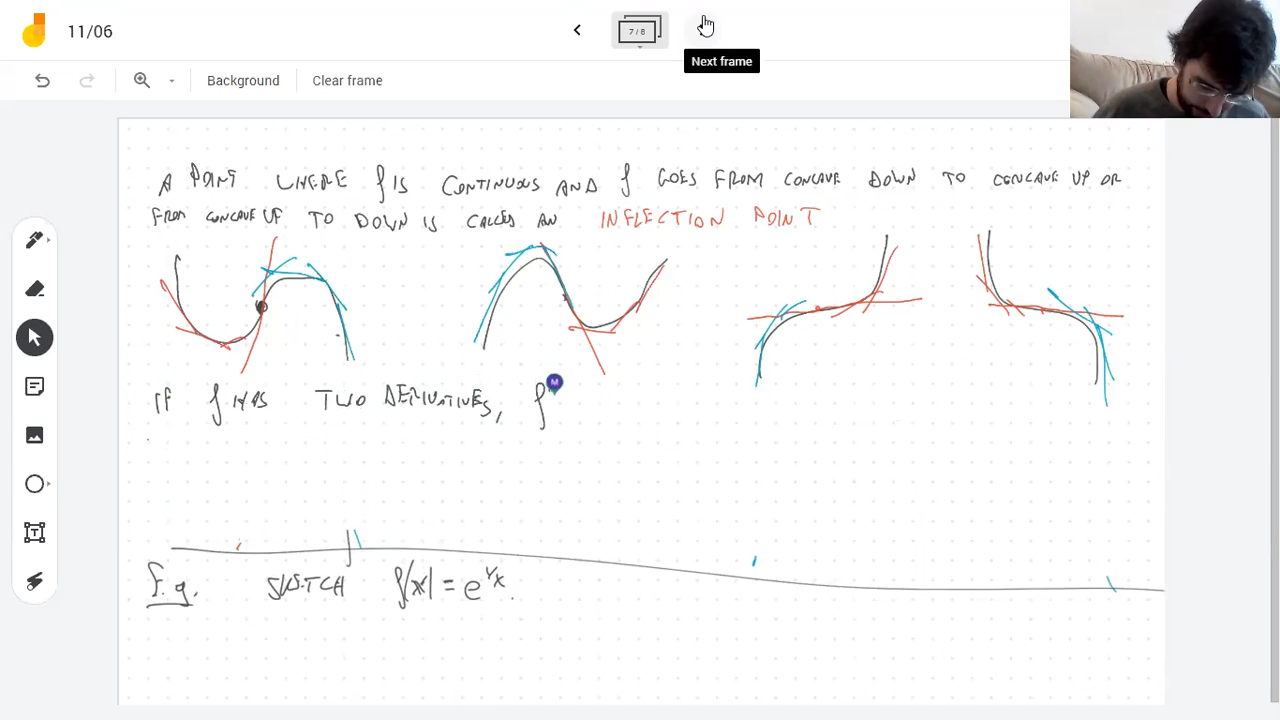 11/06
7 / 8
Next frame
Background
Clear frame
A POINT WHERE f IS CONTINUOUS AND f GOES FROM CONCAVE DOWN TO CONCAVE UP OR
FROM CONCAVE UP TO DOWN IS CALLED AN INFLECTION POINT
IF f HAS TWO DERIVATIVES, f"
M
E.g. SKETCH f(x) = e^{1/x}.